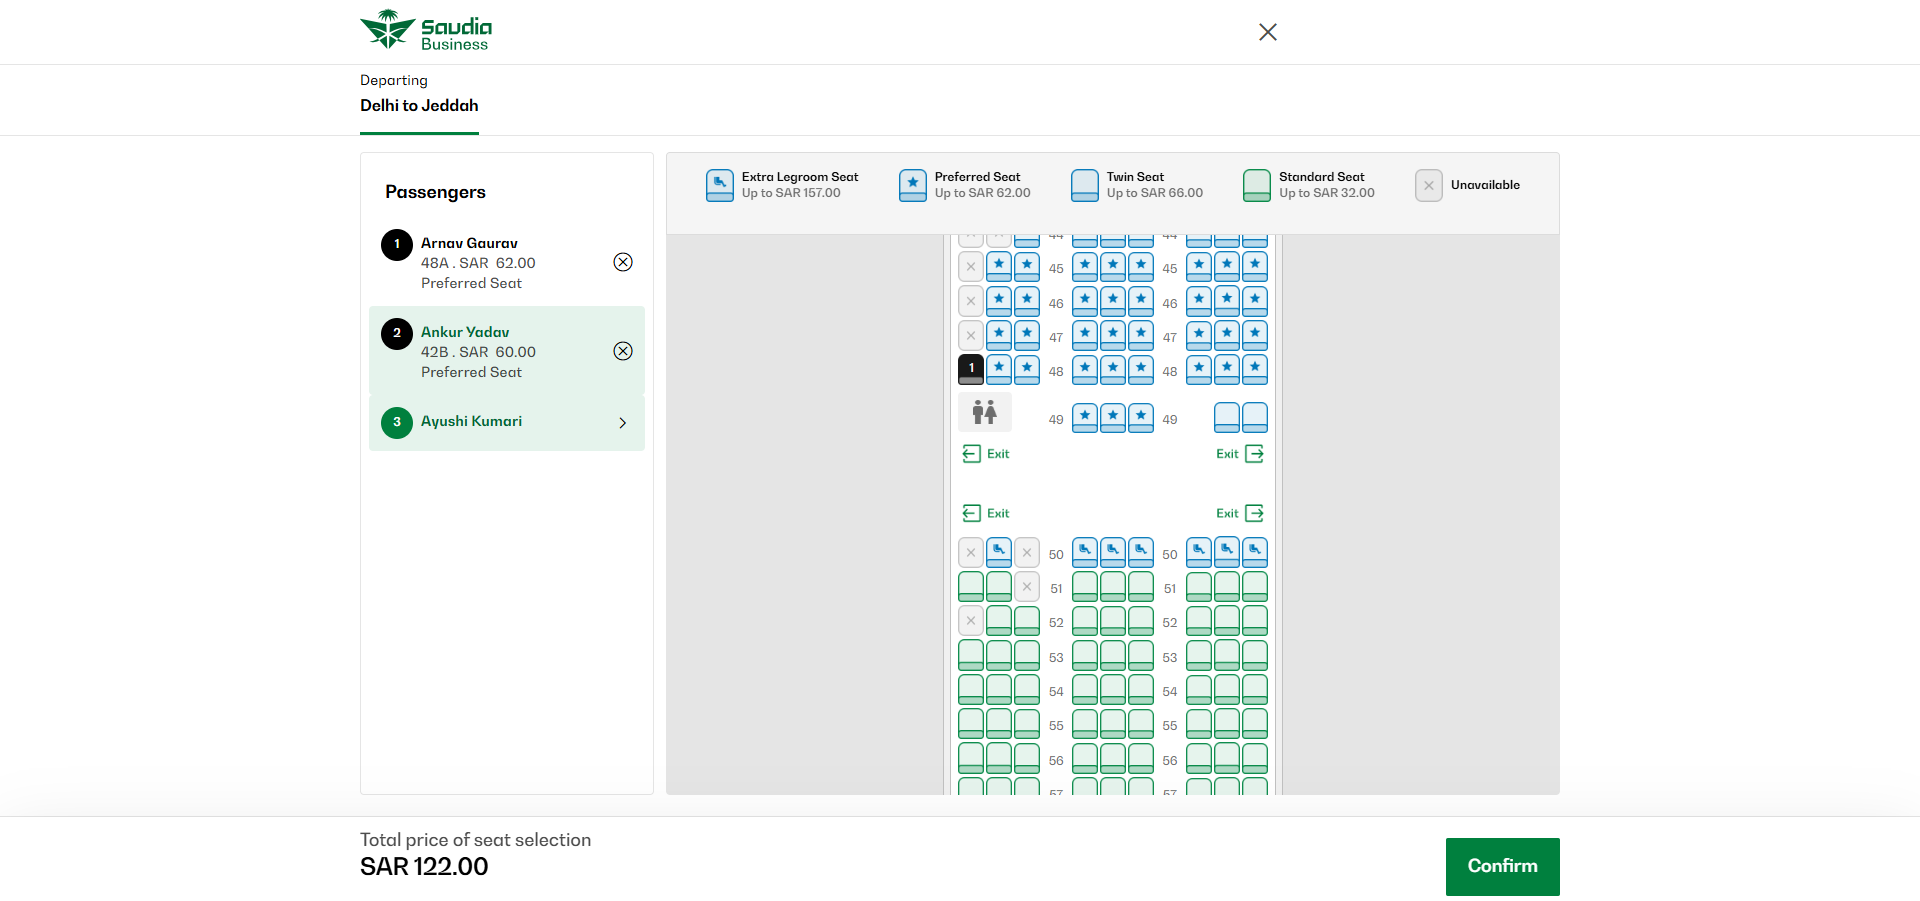 Saudia
Business
Departing
Delhi to Jeddah
Passengers
1 Arnav Gaurav
48A . SAR 62.00
Preferred Seat
2 Ankur Yadav
42B . SAR 60.00
Preferred Seat
3 Ayushi Kumari
Extra Legroom Seat
Up to SAR 157.00
Preferred Seat
Up to SAR 62.00
Twin Seat
Up to SAR 66.00
Standard Seat
Up to SAR 32.00
Unavailable
44 44
45 45
46 46
47 47
1 48 48
49 49
Exit Exit
Exit Exit
50 50
51 51
52 52
53 53
54 54
55 55
56 56
57 57
Total price of seat selection
SAR 122.00
Confirm